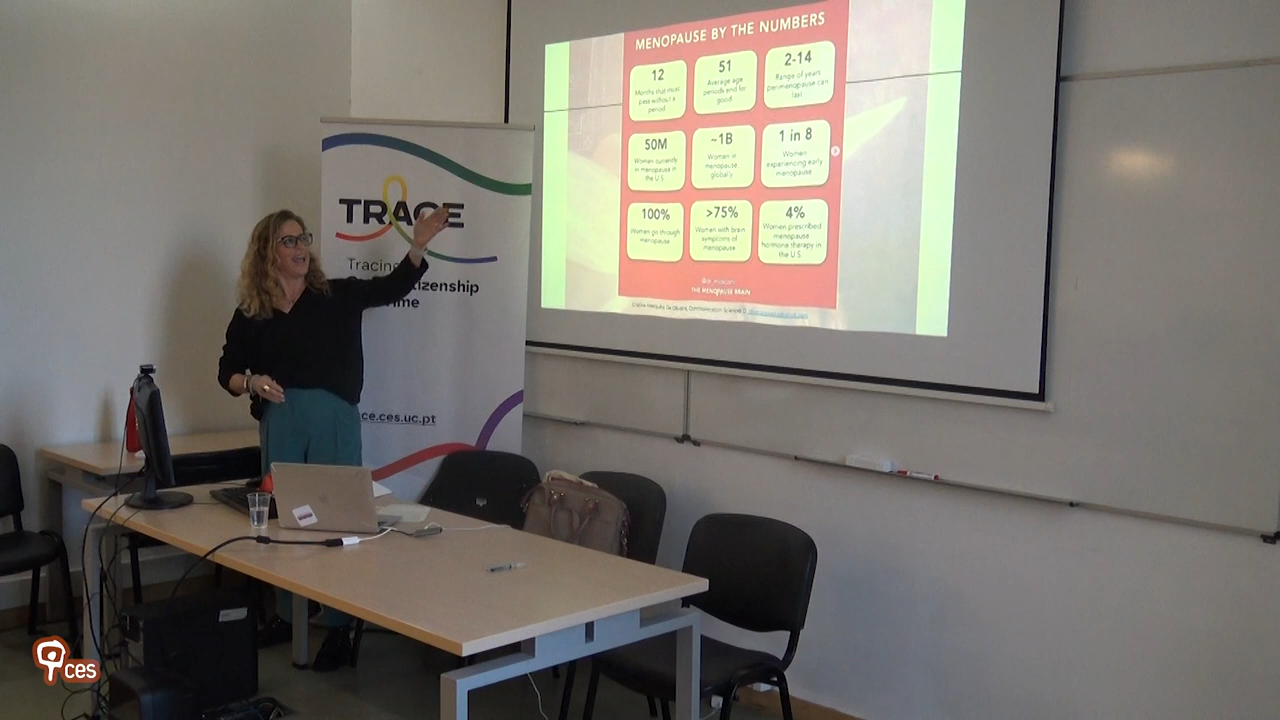 MENOPAUSE BY THE NUMBERS
12
Months that must
pass without a
period
51
Average age
periods end for
good
2-14
Range of years
perimenopause can
last
50M
Women currently
in menopause in
the U.S
~1B
Women in
menopause
globally
1 in 8
Women
experiencing early
menopause
100%
Women go through
menopause
>75%
Women with brain
symptoms of
menopause
4%
Women prescribed
menopause
hormone therapy in
the U.S
THE MENOPAUSE BRAIN
TRACE
Tracing
tizenship
ime
ce.ces.uc.pt
ces